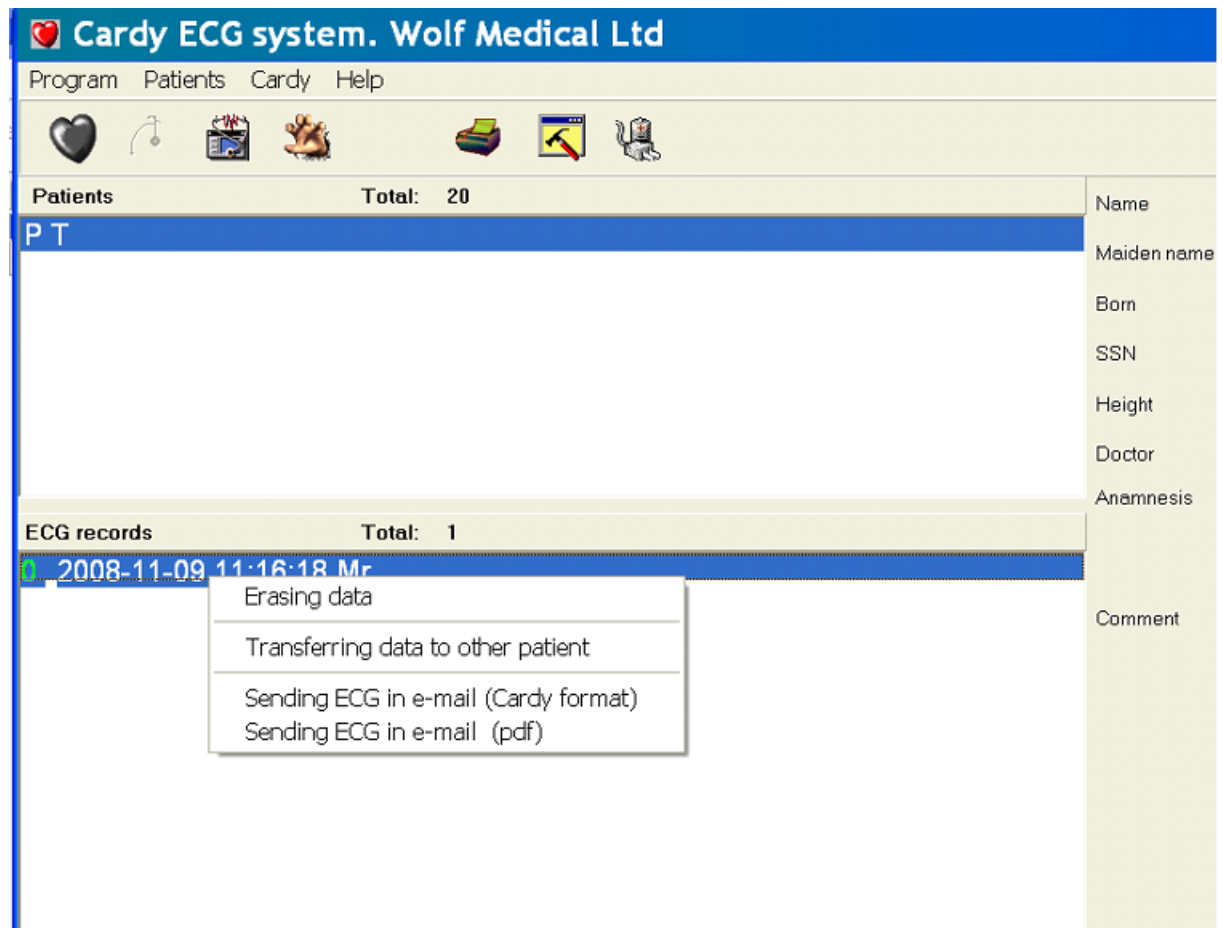 Cardy ECG system. Wolf Medical Ltd
Program Patients Cardy Help
Patients Total: 20
P T
Name
Maiden name
Born
SSN
Height
Doctor
Anamnesis
ECG records Total: 1
0 2008-11-09 11:16:18 Mr
Erasing data
Transferring data to other patient
Sending ECG in e-mail (Cardy format)
Sending ECG in e-mail (pdf)
Comment